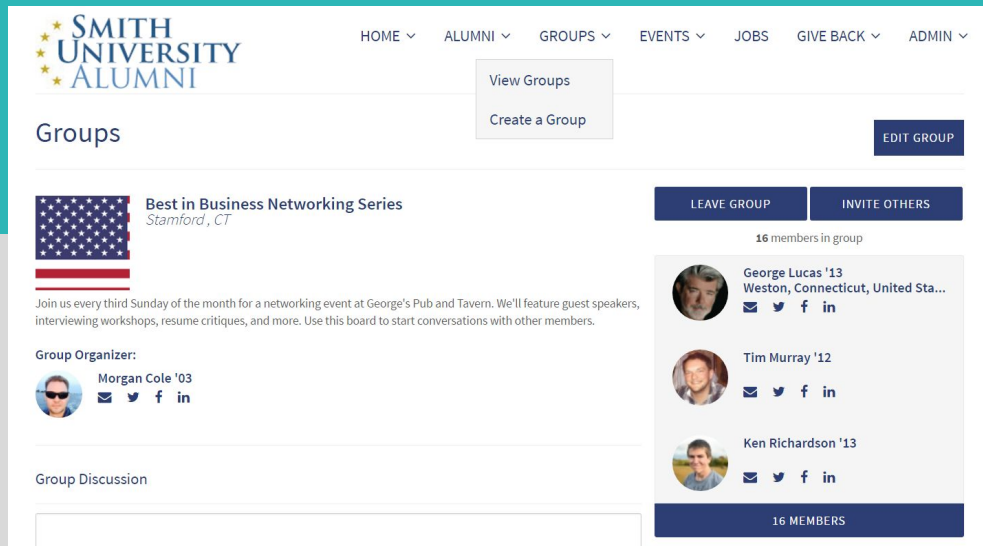 SMITH
UNIVERSITY
ALUMNI
HOME ALUMNI GROUPS EVENTS JOBS GIVE BACK ADMIN
View Groups
Create a Group
Groups
EDIT GROUP
Best in Business Networking Series
Stamford , CT
Join us every third Sunday of the month for a networking event at George's Pub and Tavern. We'll feature guest speakers,
interviewing workshops, resume critiques, and more. Use this board to start conversations with other members.
Group Organizer:
Morgan Cole '03
f in
Group Discussion
LEAVE GROUP INVITE OTHERS
16 members in group
George Lucas '13
Weston, Connecticut, United Sta...
f in
Tim Murray '12
f in
Ken Richardson '13
f in
16 MEMBERS